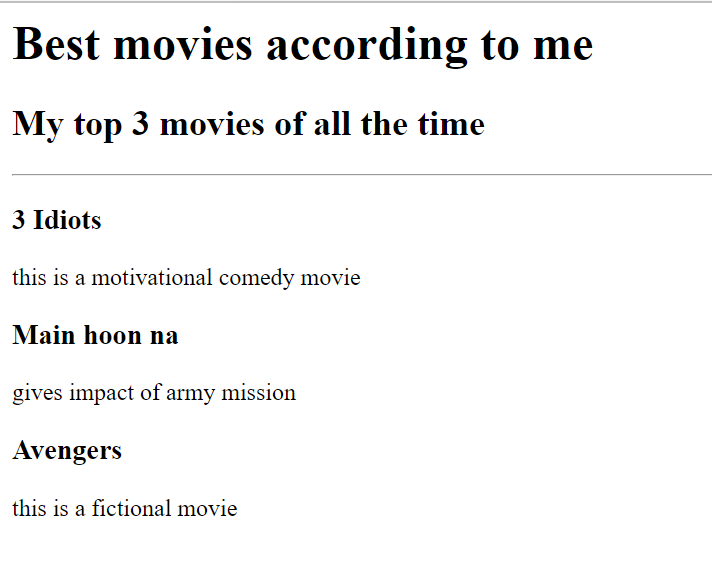 Best movies according to me
My top 3 movies of all the time
3 Idiots
this is a motivational comedy movie
Main hoon na
gives impact of army mission
Avengers
this is a fictional movie